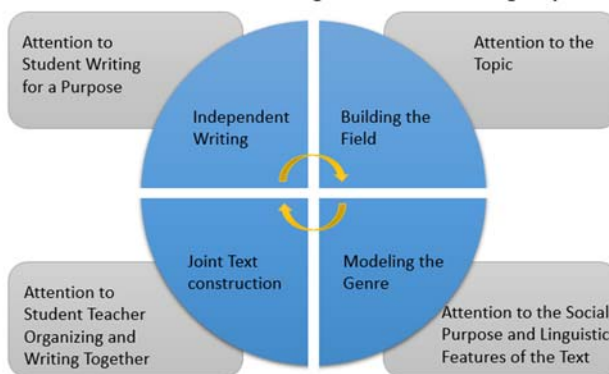 Attention to
Student Writing
for a Purpose
Attention to the
Topic
Independent
Writing
Building the
Field
Joint Text
construction
Modeling the
Genre
Attention to
Student Teacher
Organizing and
Writing Together
Attention to the Social
Purpose and Linguistic
Features of the Text